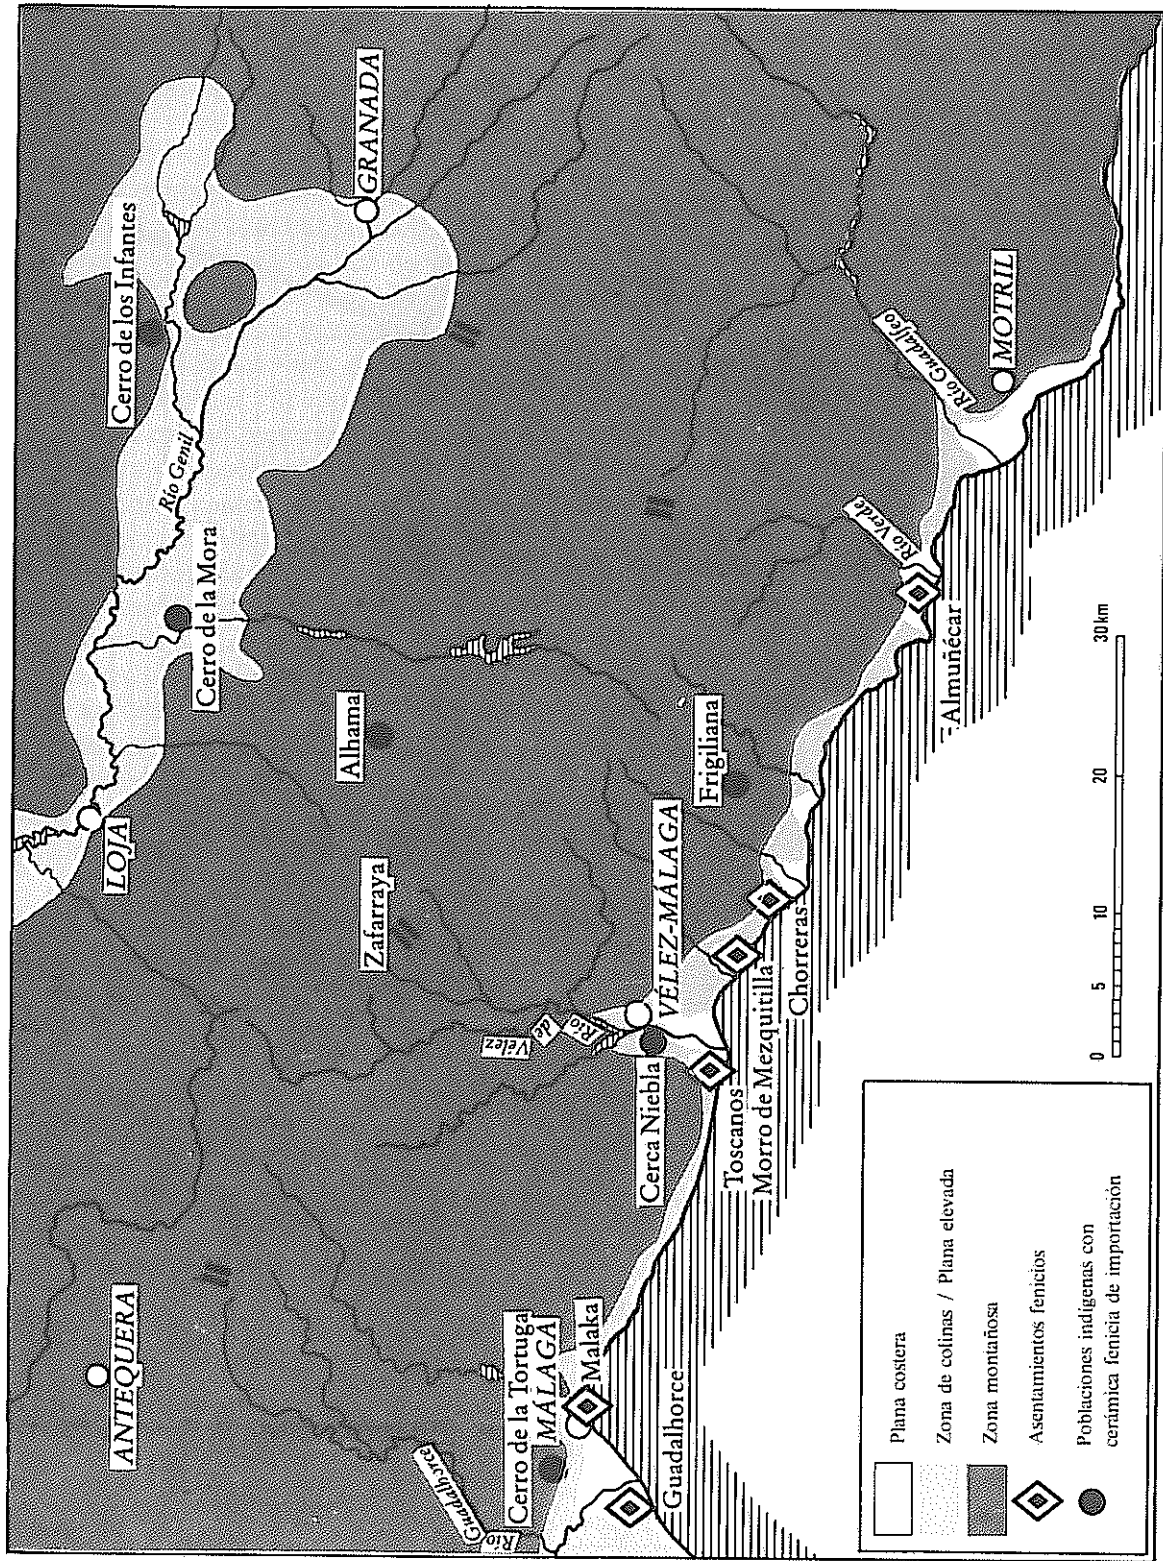 ANTEQUERA
LOJA
Cerro de la Mora
Río Genil
Cerro de los Infantes
GRANADA
Alhama
Zafarraya
Río
Guadalhorce
Cerro de la Tortuga
MÁLAGA
Malaka
Guadalhorce
Río
de
Velez
Cerca Niebla
VÉLEZ-MÁLAGA
Frigiliana
Toscanos
Morro de Mezquitilla
Chorreras
Almuñécar
Río Verde
Río Guadalfeo
MOTRIL
0
5
10
20
30 km
Plana costera
Zona de colinas / Plana elevada
Zona montañosa
Asentamientos fenicios
Poblaciones indígenas con
cerámica fenicia de importación